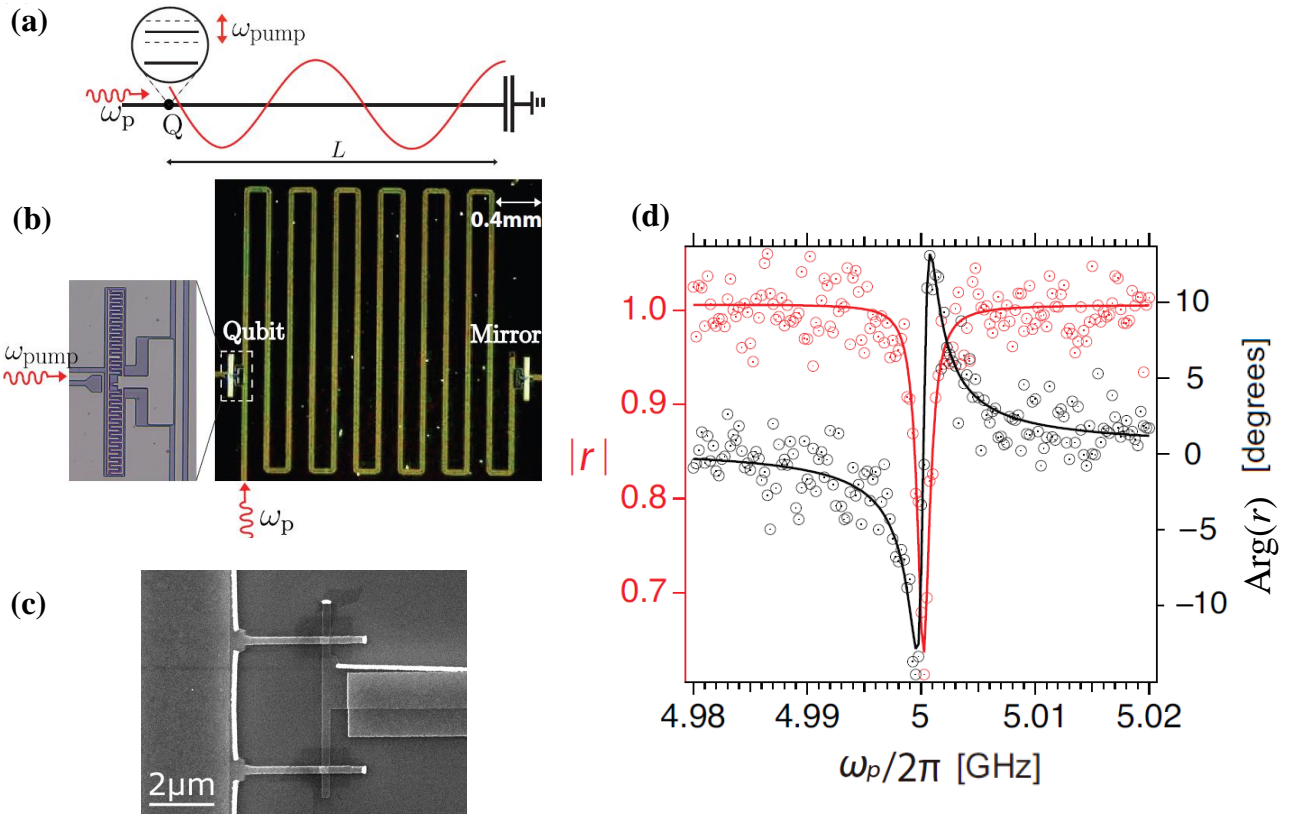 (a)
ω_pump
ω_p
Q
L
(b)
0.4mm
Qubit
Mirror
ω_pump
ω_p
(c)
2μm
(d)
1.0
0.9
0.8
0.7
|r|
10
5
0
−5
−10
Arg(r) [degrees]
4.98 4.99 5 5.01 5.02
ω_p/2π [GHz]